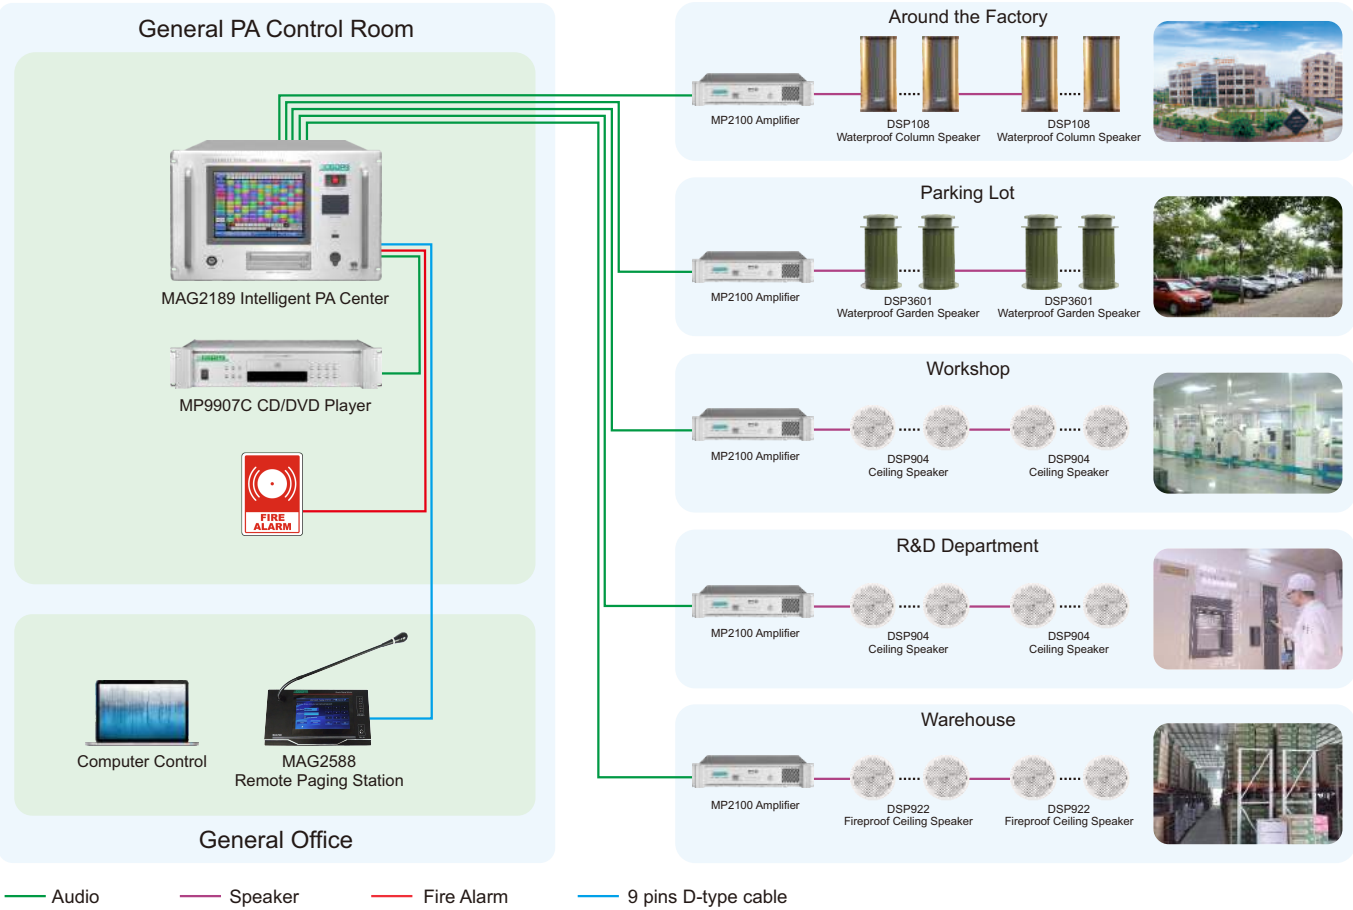 General PA Control Room
MAG2189 Intelligent PA Center
MP9907C CD/DVD Player
FIRE
ALARM
Computer Control
MAG2588
Remote Paging Station
General Office
Around the Factory
MP2100 Amplifier
DSP108
Waterproof Column Speaker
DSP108
Waterproof Column Speaker
Parking Lot
MP2100 Amplifier
DSP3601
Waterproof Garden Speaker
DSP3601
Waterproof Garden Speaker
Workshop
MP2100 Amplifier
DSP904
Ceiling Speaker
DSP904
Ceiling Speaker
R&D Department
MP2100 Amplifier
DSP904
Ceiling Speaker
DSP904
Ceiling Speaker
Warehouse
MP2100 Amplifier
DSP922
Fireproof Ceiling Speaker
DSP922
Fireproof Ceiling Speaker
Audio
Speaker
Fire Alarm
9 pins D-type cable